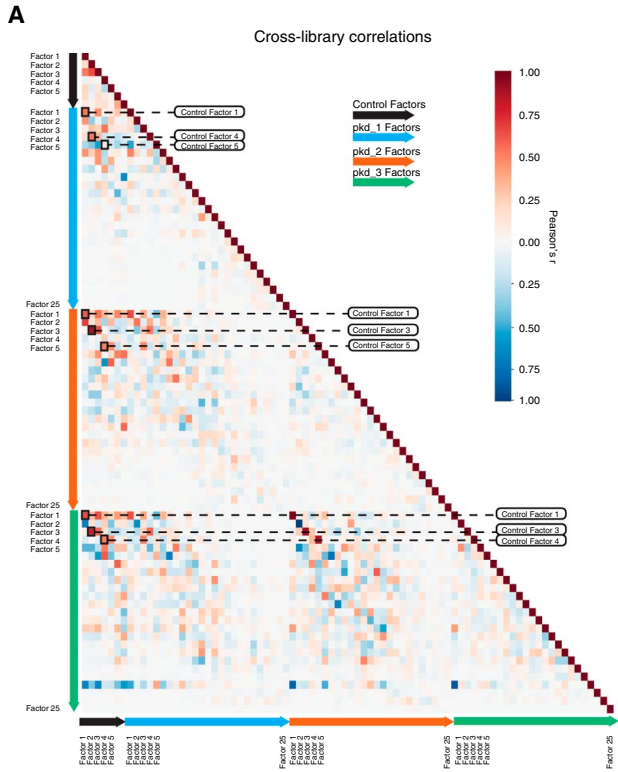 A
Cross-library correlations
Factor 1
Factor 2
Factor 3
Factor 4
Factor 5
Factor 1
Factor 2
Factor 3
Factor 4
Factor 5
Factor 25
Factor 1
Factor 2
Factor 3
Factor 4
Factor 5
Factor 25
Factor 1
Factor 2
Factor 3
Factor 4
Factor 5
Factor 25
Control Factor 1
Control Factor 4
Control Factor 5
Control Factor 1
Control Factor 3
Control Factor 5
Control Factor 1
Control Factor 3
Control Factor 4
Control Factors
pkd_1 Factors
pkd_2 Factors
pkd_3 Factors
1.00
0.75
0.50
0.25
0.00
0.25
0.50
0.75
1.00
Pearson's r
Factor 1
Factor 2
Factor 3
Factor 4
Factor 5
Factor 1
Factor 2
Factor 3
Factor 4
Factor 5
Factor 25
Factor 1
Factor 2
Factor 3
Factor 4
Factor 5
Factor 25
Factor 1
Factor 2
Factor 3
Factor 4
Factor 5
Factor 25